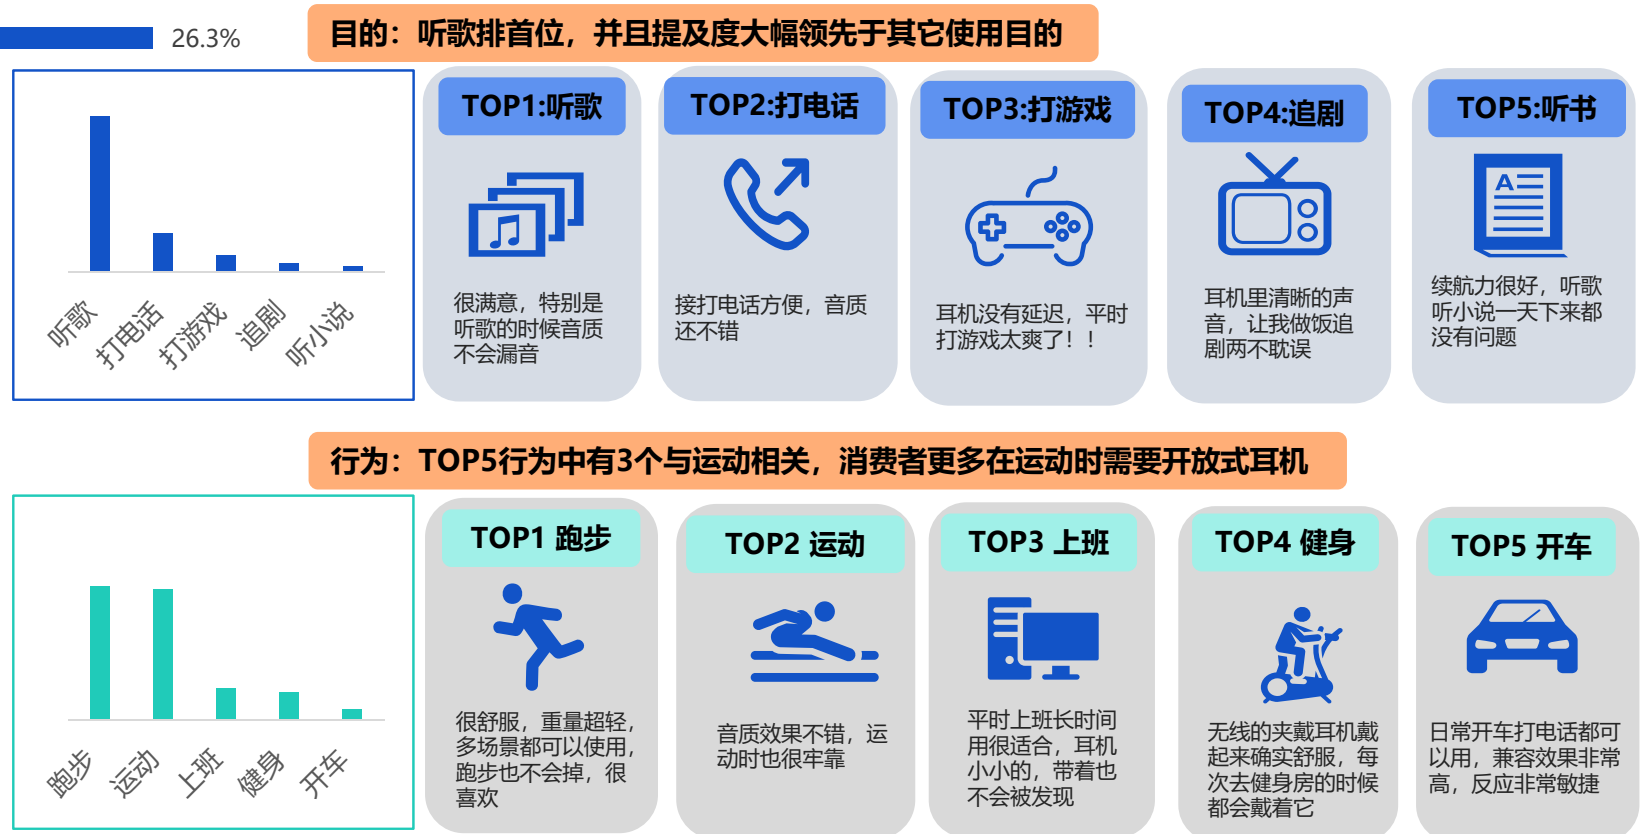 26.3%
目的：听歌排首位，并且提及度大幅领先于其它使用目的
听歌
打电话
打游戏
追剧
听小说
TOP1:听歌
很满意，特别是
听歌的时候音质
不会漏音
TOP2:打电话
接打电话方便，音质
还不错
TOP3:打游戏
耳机没有延迟，平时
打游戏太爽了！！
TOP4:追剧
耳机里清晰的声
音，让我做饭追
剧两不耽误
TOP5:听书
A
续航力很好，听歌
听小说一天下来都
没有问题
行为：TOP5行为中有3个与运动相关，消费者更多在运动时需要开放式耳机
跑步
运动
上班
健身
开车
TOP1 跑步
很舒服，重量超轻，
多场景都可以使用，
跑步也不会掉，很
喜欢
TOP2 运动
音质效果不错，运
动时也很牢靠
TOP3 上班
平时上班长时间
用很适合，耳机
小小的，带着也
不会被发现
TOP4 健身
无线的夹戴耳机戴
起来确实舒服，每
次去健身房的时候
都会戴着它
TOP5 开车
日常开车打电话都可
以用，兼容效果非常
高，反应非常敏捷